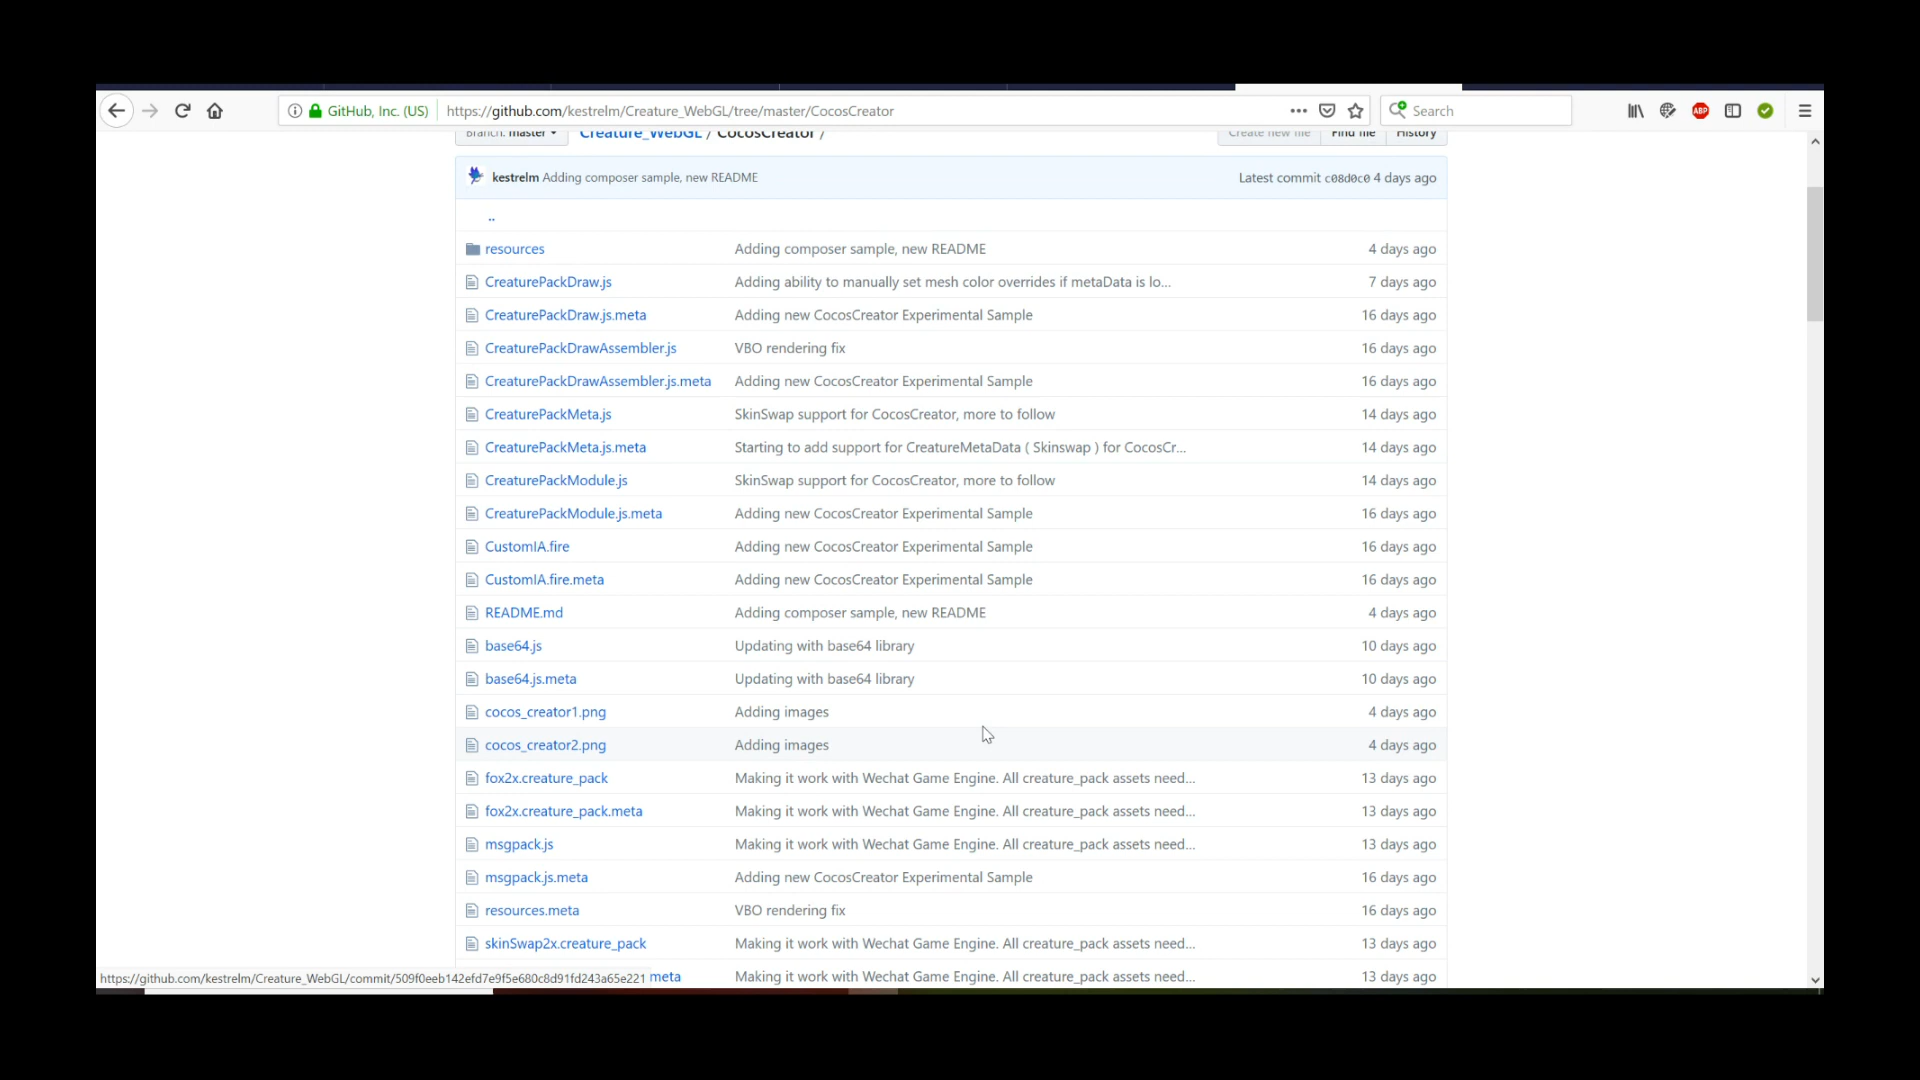 GitHub, Inc. (US) https://github.com/kestrelm/Creature_WebGL/tree/master/CocosCreator Search ABP
Branch: master Creature_WebGL / CocosCreator / Create new file Find file History
kestrelm Adding composer sample, new README Latest commit c08d0c0 4 days ago
..
resources Adding composer sample, new README 4 days ago
CreaturePackDraw.js Adding ability to manually set mesh color overrides if metaData is lo... 7 days ago
CreaturePackDraw.js.meta Adding new CocosCreator Experimental Sample 16 days ago
CreaturePackDrawAssembler.js VBO rendering fix 16 days ago
CreaturePackDrawAssembler.js.meta Adding new CocosCreator Experimental Sample 16 days ago
CreaturePackMeta.js SkinSwap support for CocosCreator, more to follow 14 days ago
CreaturePackMeta.js.meta Starting to add support for CreatureMetaData ( Skinswap ) for CocosCr... 14 days ago
CreaturePackModule.js SkinSwap support for CocosCreator, more to follow 14 days ago
CreaturePackModule.js.meta Adding new CocosCreator Experimental Sample 16 days ago
CustomIA.fire Adding new CocosCreator Experimental Sample 16 days ago
CustomIA.fire.meta Adding new CocosCreator Experimental Sample 16 days ago
README.md Adding composer sample, new README 4 days ago
base64.js Updating with base64 library 10 days ago
base64.js.meta Updating with base64 library 10 days ago
cocos_creator1.png Adding images 4 days ago
cocos_creator2.png Adding images 4 days ago
fox2x.creature_pack Making it work with Wechat Game Engine. All creature_pack assets need... 13 days ago
fox2x.creature_pack.meta Making it work with Wechat Game Engine. All creature_pack assets need... 13 days ago
msgpack.js Making it work with Wechat Game Engine. All creature_pack assets need... 13 days ago
msgpack.js.meta Adding new CocosCreator Experimental Sample 16 days ago
resources.meta VBO rendering fix 16 days ago
skinSwap2x.creature_pack Making it work with Wechat Game Engine. All creature_pack assets need... 13 days ago
https://github.com/kestrelm/Creature_WebGL/commit/509f0eeb142efd7e9f5e680c8d91fd243a65e221 meta Making it work with Wechat Game Engine. All creature_pack assets need... 13 days ago